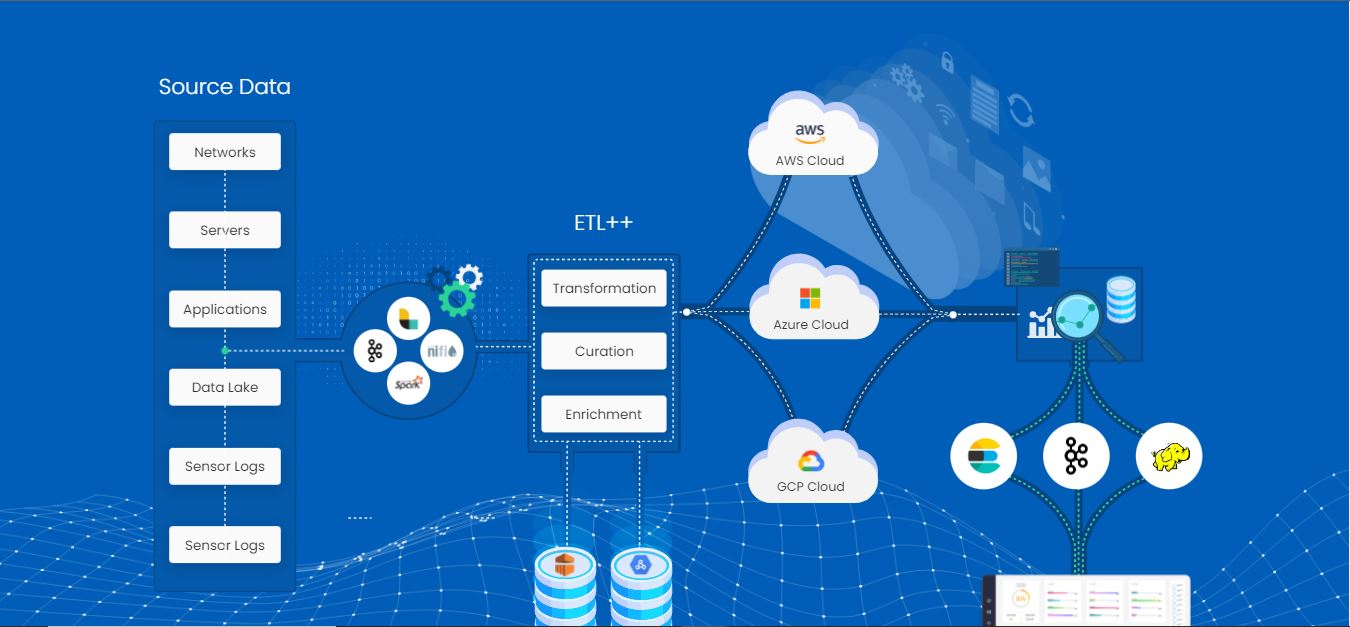 Source Data
Networks
Servers
Applications
Data Lake
Sensor Logs
Sensor Logs
nifi
Spark
ETL++
Transformation
Curation
Enrichment
aws
AWS Cloud
Azure Cloud
GCP Cloud